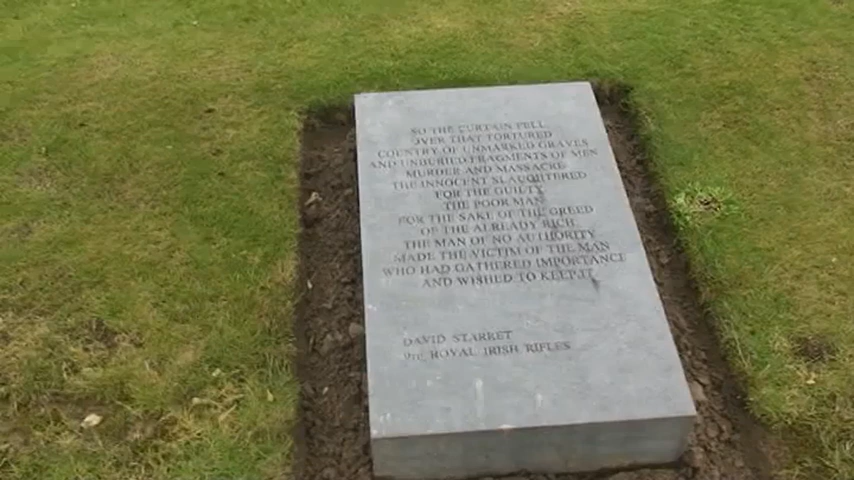 SO THE CURTAIN FELL
OVER THAT TORTURED
COUNTRY OF UNMARKED GRAVES
AND UNBURIED FRAGMENTS OF MEN
MURDER AND MASSACRE
THE INNOCENT SLAUGHTERED
FOR THE GUILTY
THE POOR MAN
FOR THE SAKE OF THE GREED
OF THE ALREADY RICH
THE MAN OF NO AUTHORITY
MADE THE VICTIM OF THE MAN
WHO HAD GATHERED IMPORTANCE
AND WISHED TO KEEP IT
DAVID STARRET
9TH ROYAL IRISH RIFLES